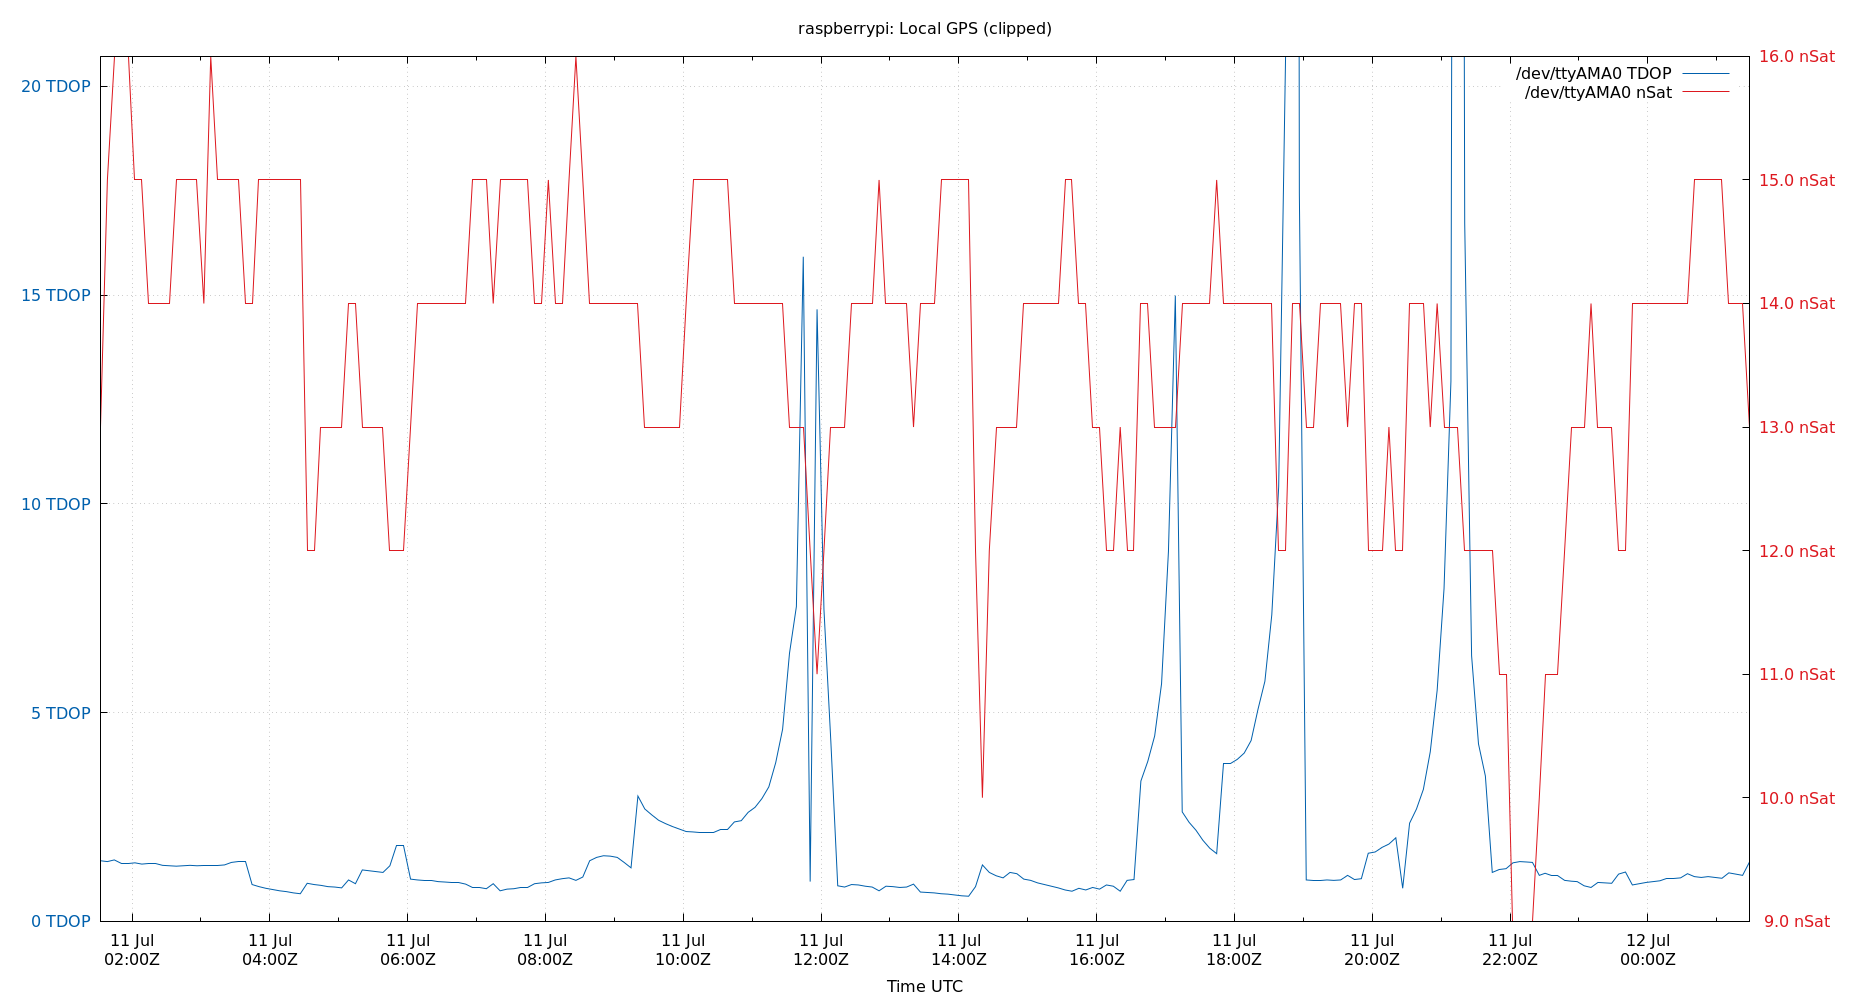 raspberrypi: Local GPS (clipped)
/dev/ttyAMA0 TDOP
/dev/ttyAMA0 nSat
20 TDOP
15 TDOP
10 TDOP
5 TDOP
0 TDOP
16.0 nSat
15.0 nSat
14.0 nSat
13.0 nSat
12.0 nSat
11.0 nSat
10.0 nSat
9.0 nSat
11 Jul 11 Jul 11 Jul 11 Jul 11 Jul 11 Jul 11 Jul 11 Jul 11 Jul 11 Jul 11 Jul 12 Jul
02:00Z 04:00Z 06:00Z 08:00Z 10:00Z 12:00Z 14:00Z 16:00Z 18:00Z 20:00Z 22:00Z 00:00Z
Time UTC